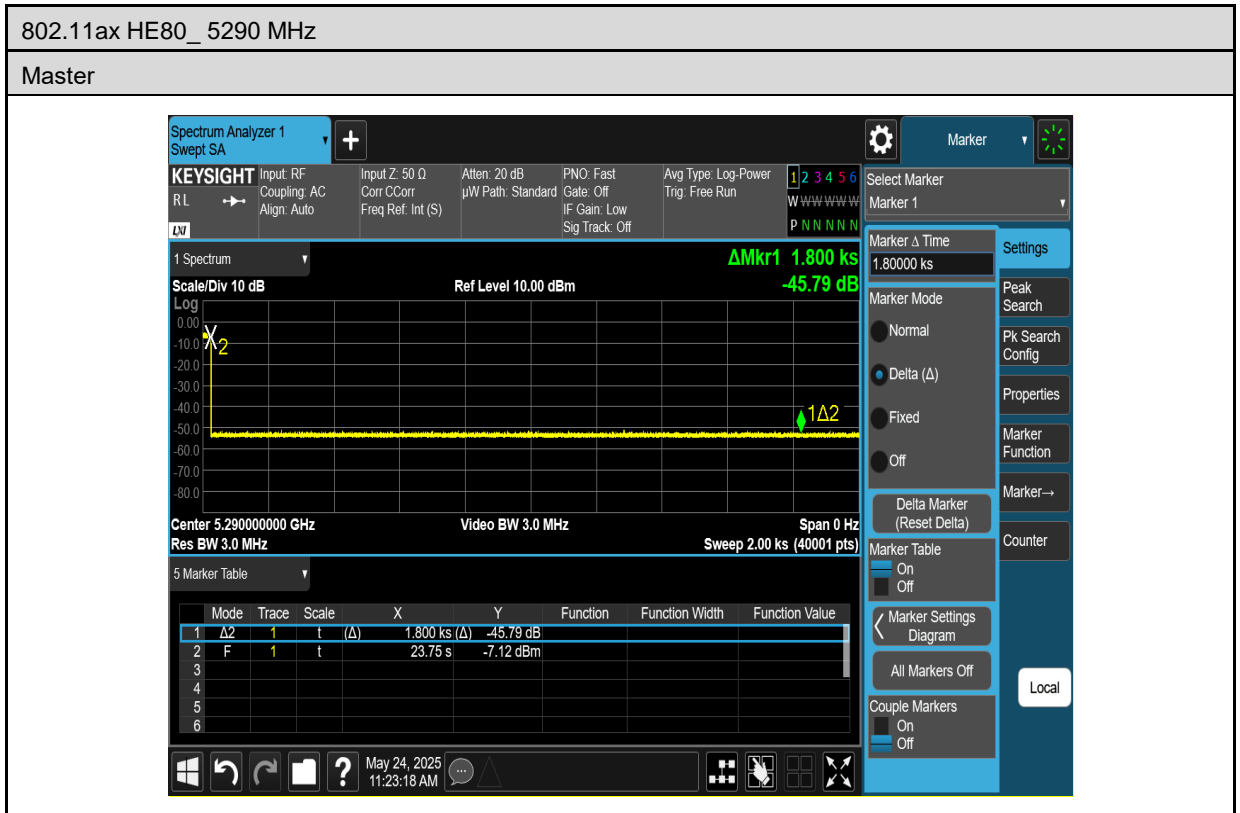 802.11ax HE80_ 5290 MHz
Master
Spectrum Analyzer 1
Swept SA
+
Marker
KEYSIGHT
RL
LXI
Input: RF
Coupling: AC
Align: Auto
Input Z: 50 Ω
Corr CCorr
Freq Ref: Int (S)
Atten: 20 dB
µW Path: Standard
PNO: Fast
Gate: Off
IF Gain: Low
Sig Track: Off
Avg Type: Log-Power
Trig: Free Run
1 2 3 4 5 6
W W W W W W
P N N N N N
Select Marker
Marker 1
1 Spectrum
ΔMkr1 1.800 ks
-45.79 dB
Scale/Div 10 dB
Ref Level 10.00 dBm
Log
0.00
-10.0
-20.0
-30.0
-40.0
-50.0
-60.0
-70.0
-80.0
2
1Δ2
Center 5.290000000 GHz
Video BW 3.0 MHz
Span 0 Hz
Res BW 3.0 MHz
Sweep 2.00 ks (40001 pts)
Marker Δ Time
1.80000 ks
Marker Mode
Normal
Delta (Δ)
Fixed
Off
Delta Marker
(Reset Delta)
Marker Table
On
Off
Marker Settings
Diagram
All Markers Off
Couple Markers
On
Off
Settings
Peak
Search
Pk Search
Config
Properties
Marker
Function
Marker→
Counter
Local
5 Marker Table
Mode Trace Scale X Y Function Function Width Function Value
1 Δ2 1 t (Δ) 1.800 ks (Δ) -45.79 dB
2 F 1 t 23.75 s -7.12 dBm
3
4
5
6
?
May 24, 2025
11:23:18 AM